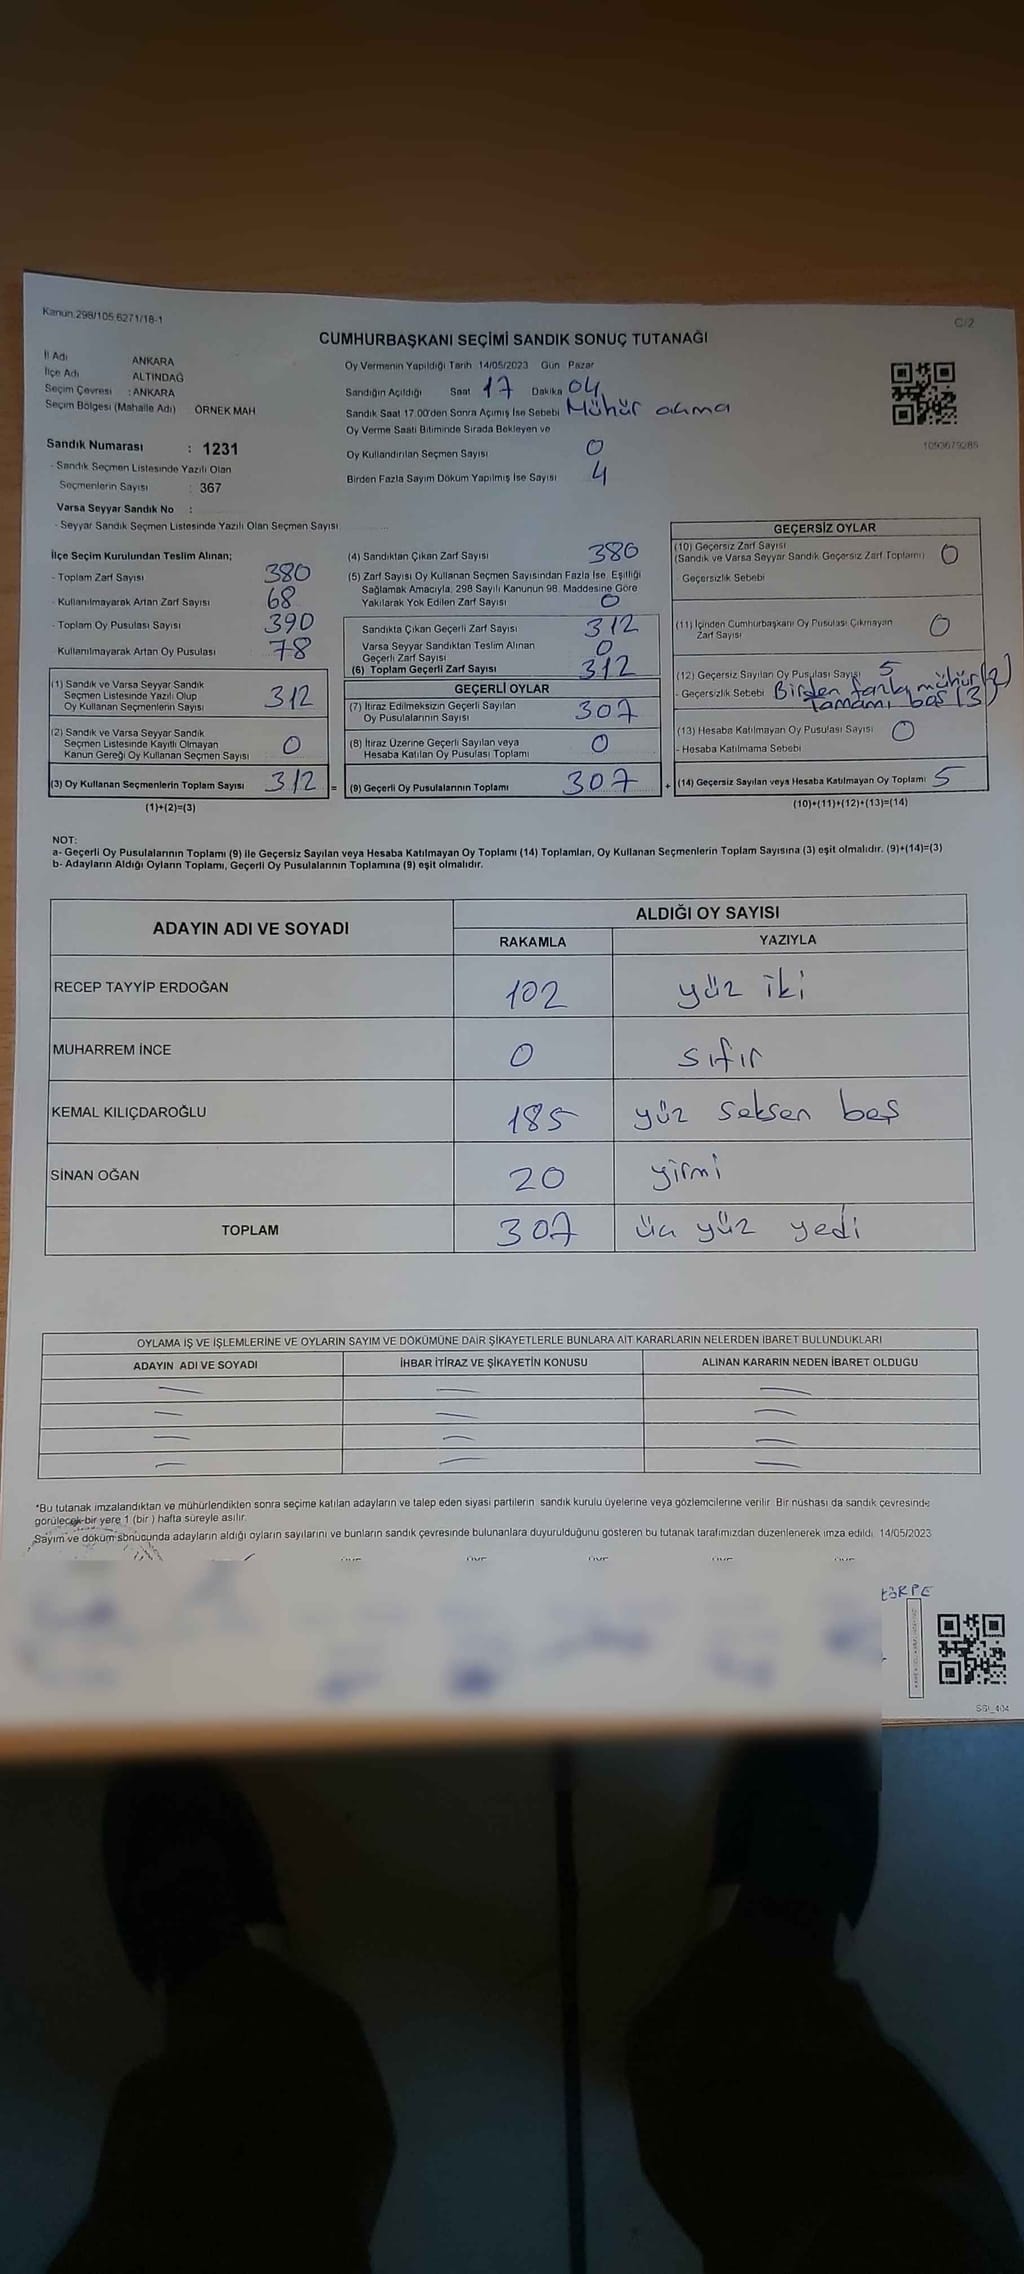 Kanun.298/105.6271/18-1
C/2
CUMHURBAŞKANI SEÇİMİ SANDIK SONUÇ TUTANAĞI
İl Adı ANKARA
İlçe Adı ALTINDAĞ
Seçim Çevresi : ANKARA
Seçim Bölgesi (Mahalle Adı) ÖRNEK MAH
Oy Vermenin Yapıldığı Tarih 14/05/2023 Gün Pazar
Sandığın Açıldığı Saat 17 Dakika 04
Sandık Saat 17.00'den Sonra Açımış İse Sebebi Mühür alıma
Oy Verme Saati Bitiminde Sırada Bekleyen ve
Oy Kullandırılan Seçmen Sayısı 0
Birden Fazla Sayım Döküm Yapılmış İse Sayısı 4
1093679285
Sandık Numarası : 1231
- Sandık Seçmen Listesinde Yazılı Olan
Seçmenlerin Sayısı : 367
Varsa Seyyar Sandık No :
- Seyyar Sandık Seçmen Listesinde Yazılı Olan Seçmen Sayısı
İlçe Seçim Kurulundan Teslim Alınan;
- Toplam Zarf Sayısı 380
- Kullanılmayarak Artan Zarf Sayısı 68
- Toplam Oy Pusulası Sayısı 390
- Kullanılmayarak Artan Oy Pusulası 78
(1) Sandık ve Varsa Seyyar Sandık
Seçmen Listesinde Yazılı Olup
Oy Kullanan Seçmenlerin Sayısı 312
(2) Sandık ve Varsa Seyyar Sandık
Seçmen Listesinde Kayıtlı Olmayan
Kanun Gereği Oy Kullanan Seçmen Sayısı 0
(3) Oy Kullanan Seçmenlerin Toplam Sayısı 312 =
(1)+(2)=(3)
(4) Sandıktan Çıkan Zarf Sayısı 380
(5) Zarf Sayısı Oy Kullanan Seçmen Sayısından Fazla İse, Eşitliği
Sağlamak Amacıyla, 298 Sayılı Kanunun 98. Maddesine Göre
Yakılarak Yok Edilen Zarf Sayısı 0
Sandıkta Çıkan Geçerli Zarf Sayısı 312
Varsa Seyyar Sandıktan Teslim Alınan
Geçerli Zarf Sayısı 0
(6) Toplam Geçerli Zarf Sayısı 312
GEÇERLİ OYLAR
(7) İtiraz Edilmeksizin Geçerli Sayılan
Oy Pusulalarının Sayısı 307
(8) İtiraz Üzerine Geçerli Sayılan veya
Hesaba Katılan Oy Pusulası Toplamı 0
(9) Geçerli Oy Pusulalarının Toplamı 307 +
GEÇERSİZ OYLAR
(10) Geçersiz Zarf Sayısı
(Sandık ve Varsa Seyyar Sandık Geçersiz Zarf Toplamı) 0
- Geçersizlik Sebebi
(11) İçinden Cumhurbaşkanı Oy Pusulası Çıkmayan
Zarf Sayısı 0
(12) Geçersiz Sayılan Oy Pusulası Sayısı 5
- Geçersizlik Sebebi Birden fazla mühür (2)
Tamamı boş (3)
(13) Hesaba Katılmayan Oy Pusulası Sayısı 0
- Hesaba Katılmama Sebebi
(14) Geçersiz Sayılan veya Hesaba Katılmayan Oy Toplamı 5
(10)+(11)+(12)+(13)=(14)
NOT:
a- Geçerli Oy Pusulalarının Toplamı (9) ile Geçersiz Sayılan veya Hesaba Katılmayan Oy Toplamı (14) Toplamları, Oy Kullanan Seçmenlerin Toplam Sayısına (3) eşit olmalıdır. (9)+(14)=(3)
b- Adayların Aldığı Oyların Toplamı, Geçerli Oy Pusulalarının Toplamına (9) eşit olmalıdır.
ADAYIN ADI VE SOYADI ALDIĞI OY SAYISI
RAKAMLA YAZIYLA
RECEP TAYYİP ERDOĞAN 102 yüz iki
MUHARREM İNCE 0 sıfır
KEMAL KILIÇDAROĞLU 185 yüz seksen beş
SİNAN OĞAN 20 yirmi
TOPLAM 307 üç yüz yedi
OYLAMA İŞ VE İŞLEMLERİNE VE OYLARIN SAYIM VE DÖKÜMÜNE DAİR ŞİKAYETLERLE BUNLARA AİT KARARLARIN NELERDEN İBARET BULUNDUKLARI
ADAYIN ADI VE SOYADI İHBAR İTİRAZ VE ŞİKAYETİN KONUSU ALINAN KARARIN NEDEN İBARET OLDUĞU
*Bu tutanak imzalandıktan ve mühürlendikten sonra seçime katılan adayların ve talep eden siyasi partilerin sandık kurulu üyelerine veya gözlemcilerine verilir. Bir nüshası da sandık çevresinde
görülecek bir yere 1 (bir ) hafta süreyle asılır.
Sayım ve döküm sonucunda adayların aldığı oyların sayılarını ve bunların sandık çevresinde bulunanlara duyurulduğunu gösteren bu tutanak tarafımızdan düzenlenerek imza edildi. 14/05/2023